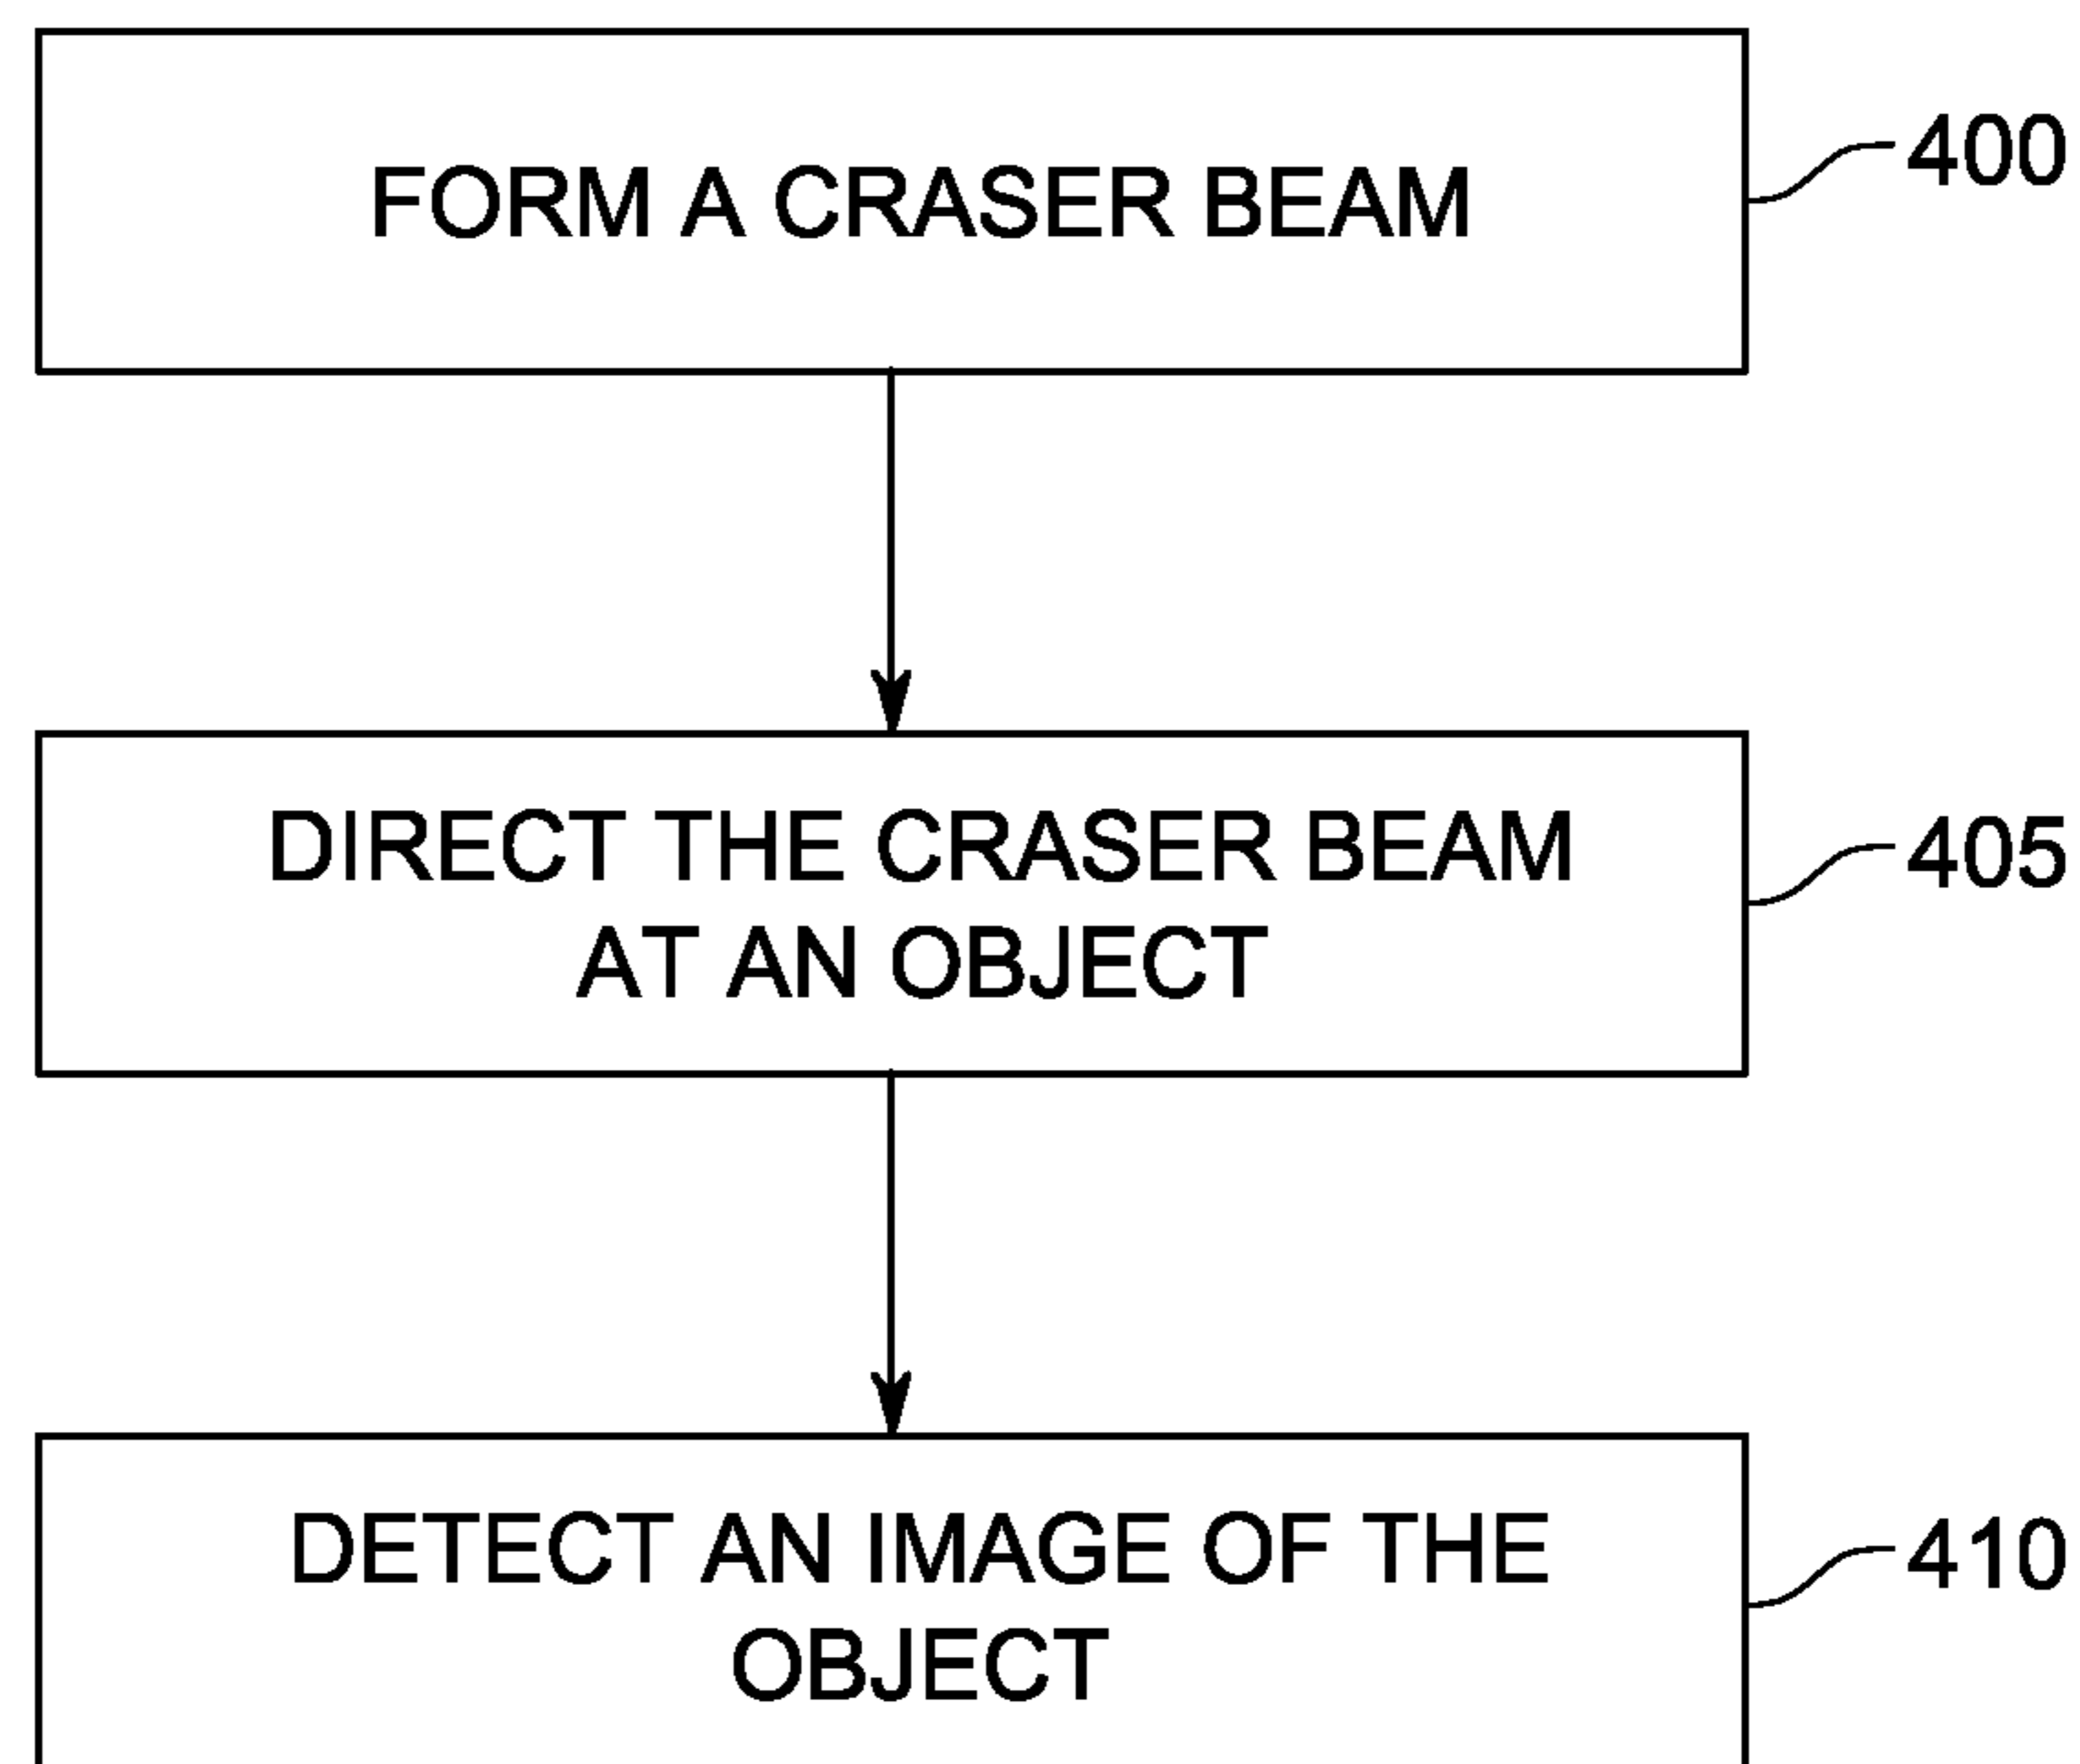 FORM A CRASER BEAM
400
DIRECT THE CRASER BEAM
AT AN OBJECT
405
DETECT AN IMAGE OF THE
OBJECT
410